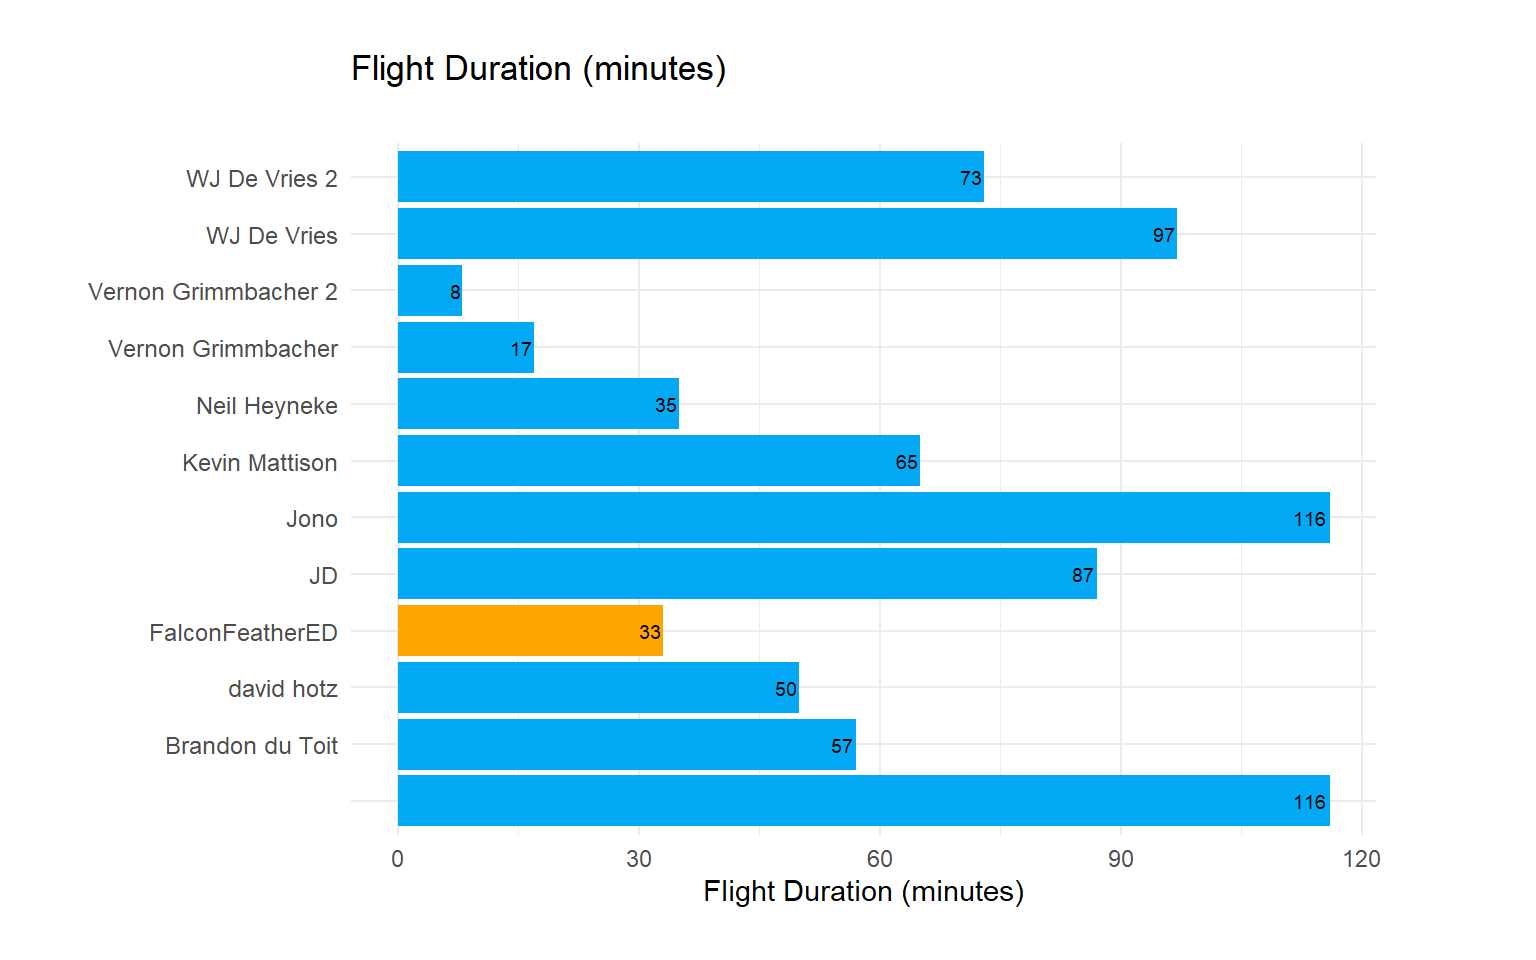 Flight Duration (minutes)
WJ De Vries 2 73
WJ De Vries 97
Vernon Grimmbacher 2 8
Vernon Grimmbacher 17
Neil Heyneke 35
Kevin Mattison 65
Jono 116
JD 87
FalconFeatherED 33
david hotz 50
Brandon du Toit 57
116
0 30 60 90 120
Flight Duration (minutes)